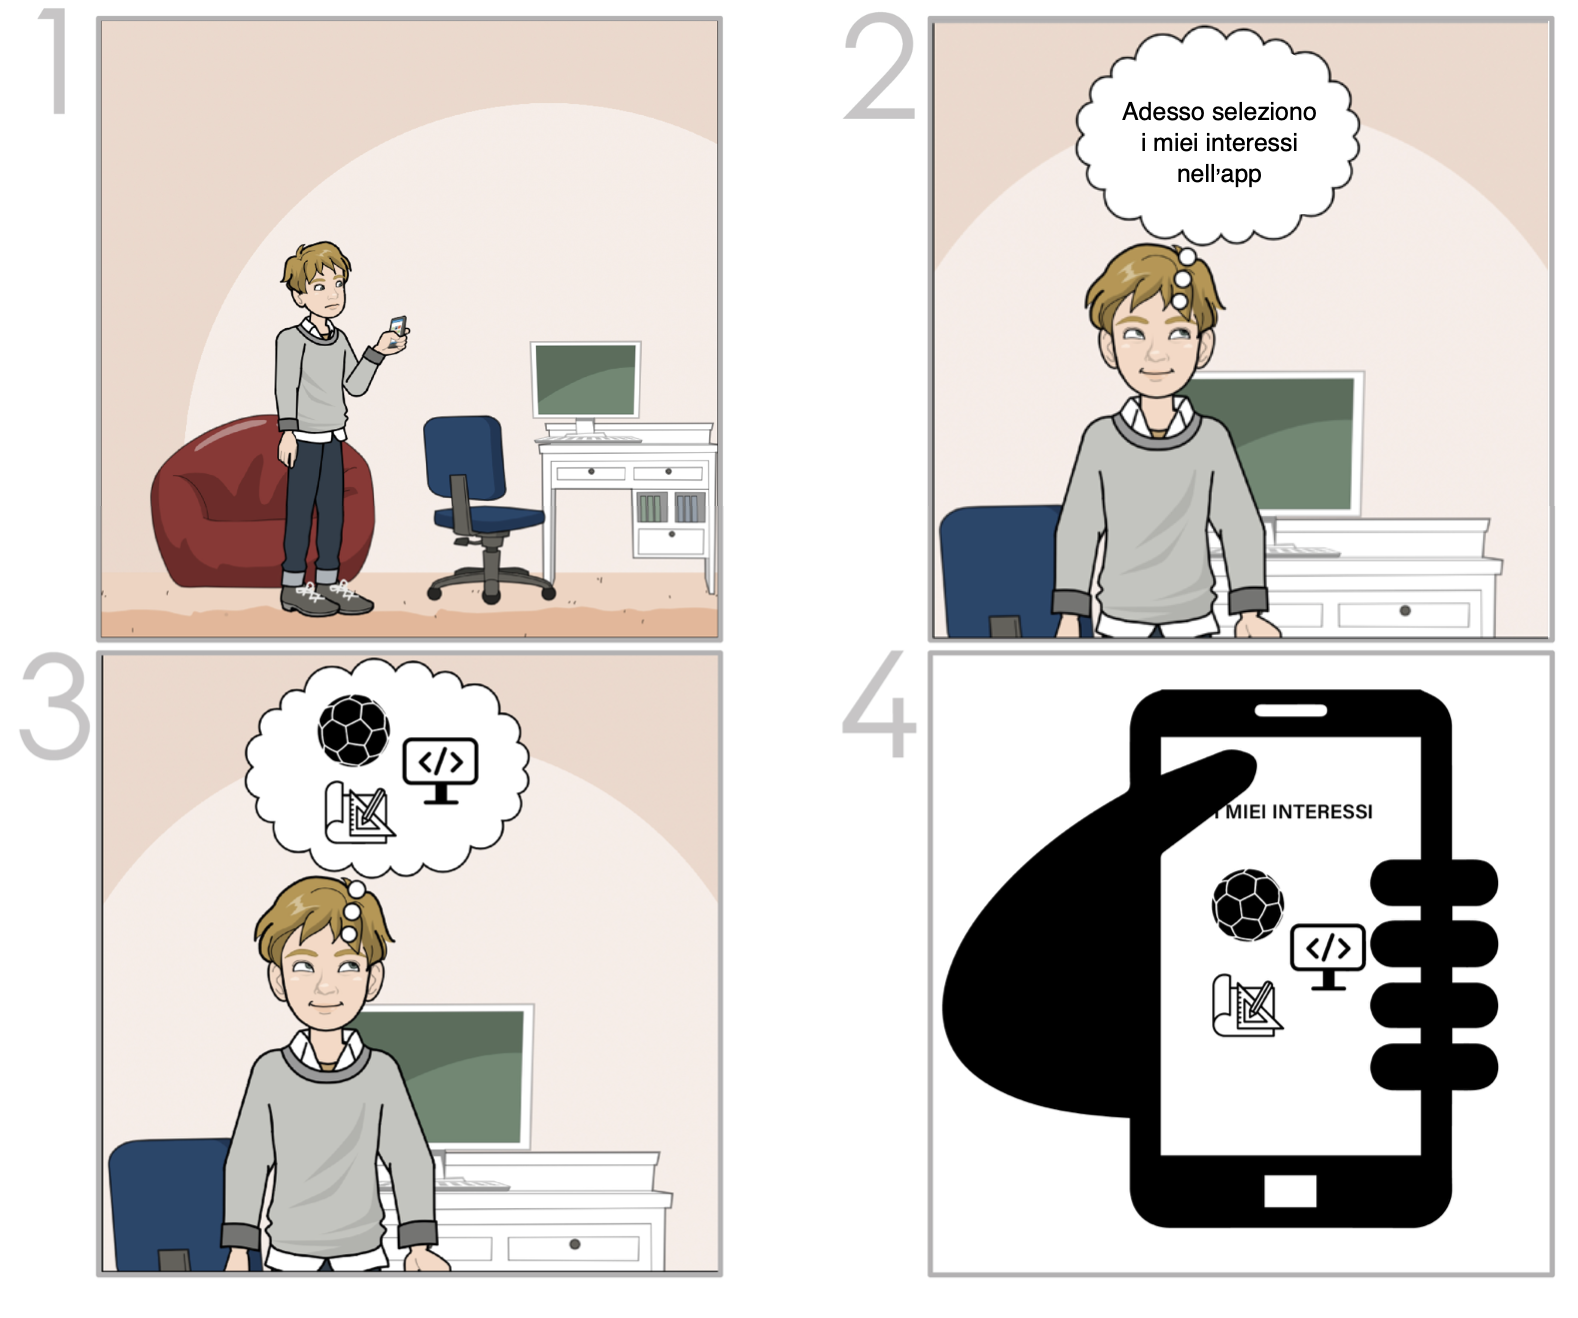 1
2
Adesso seleziono
i miei interessi
nell'app
3
</>
4
I MIEI INTERESSI
</>